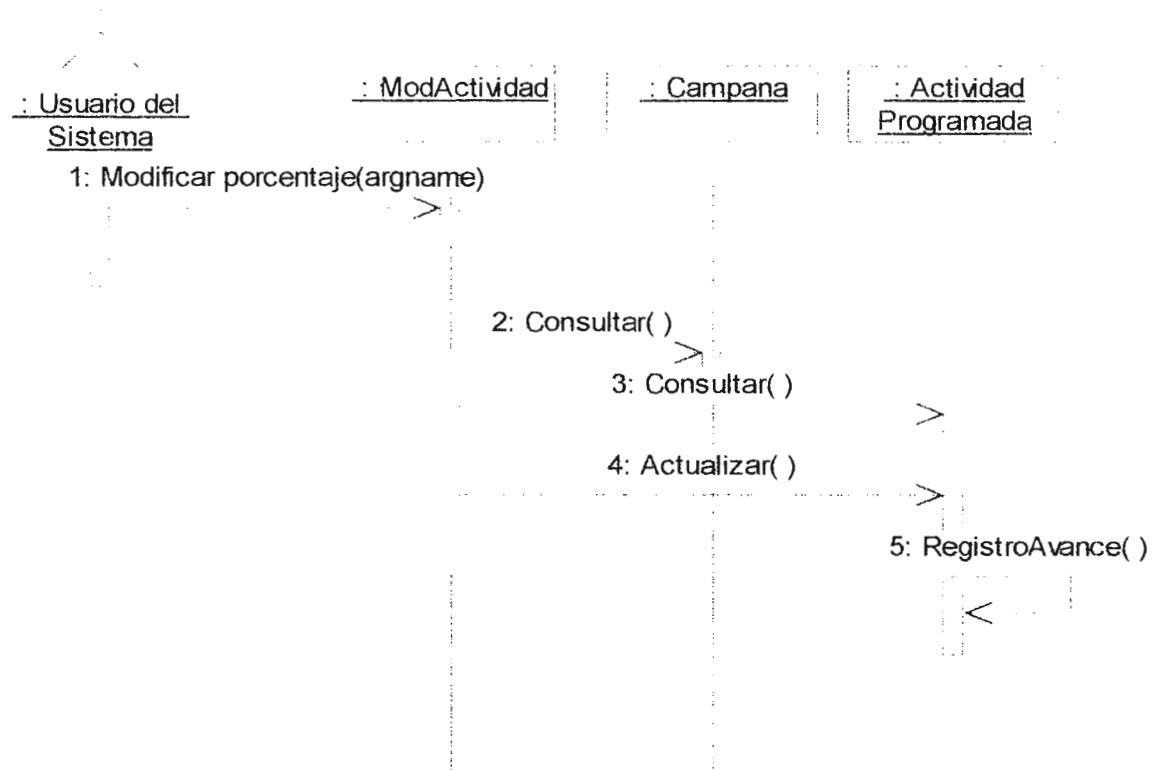 : Usuario del
Sistema
: ModActividad
: Campana
: Actividad
Programada
1: Modificar porcentaje(argname)
2: Consultar( )
3: Consultar( )
4: Actualizar( )
5: RegistroAvance( )